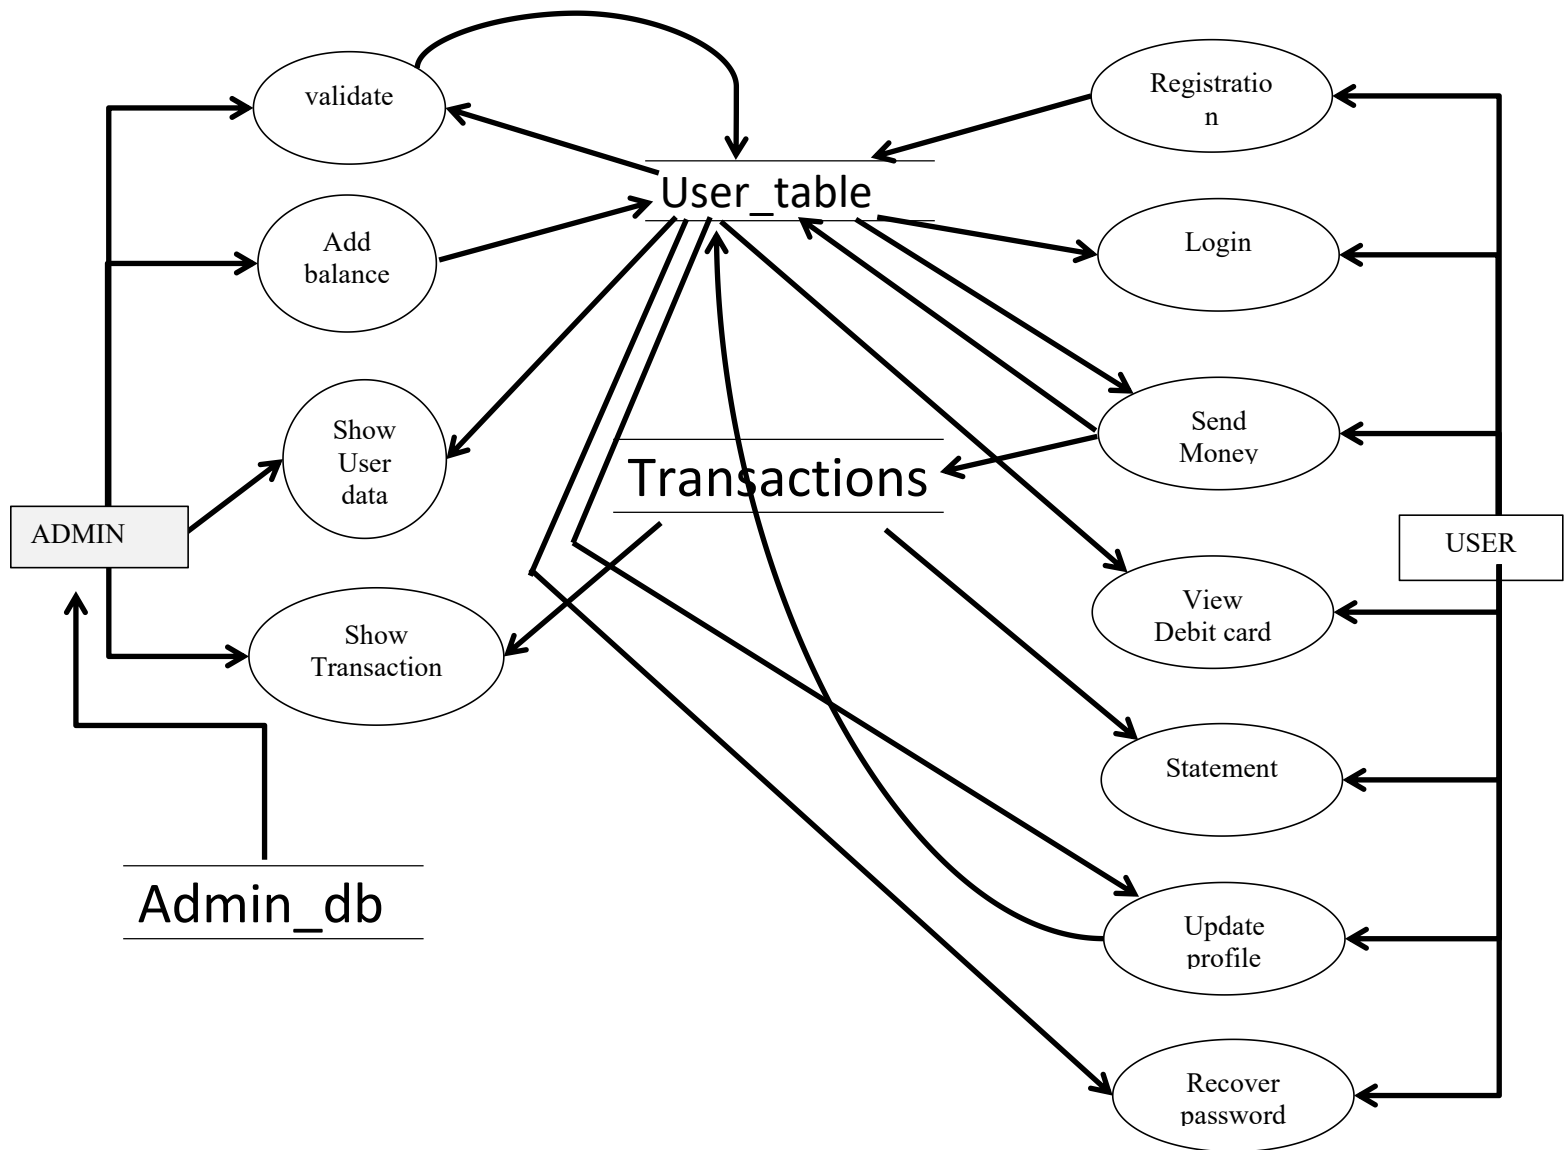 validate
Registratio
n
User_table
Add
balance
Login
Show
User
data
Send
Money
Transactions
ADMIN
USER
View
Debit card
Show
Transaction
Statement
Admin_db
Update
profile
Recover
password